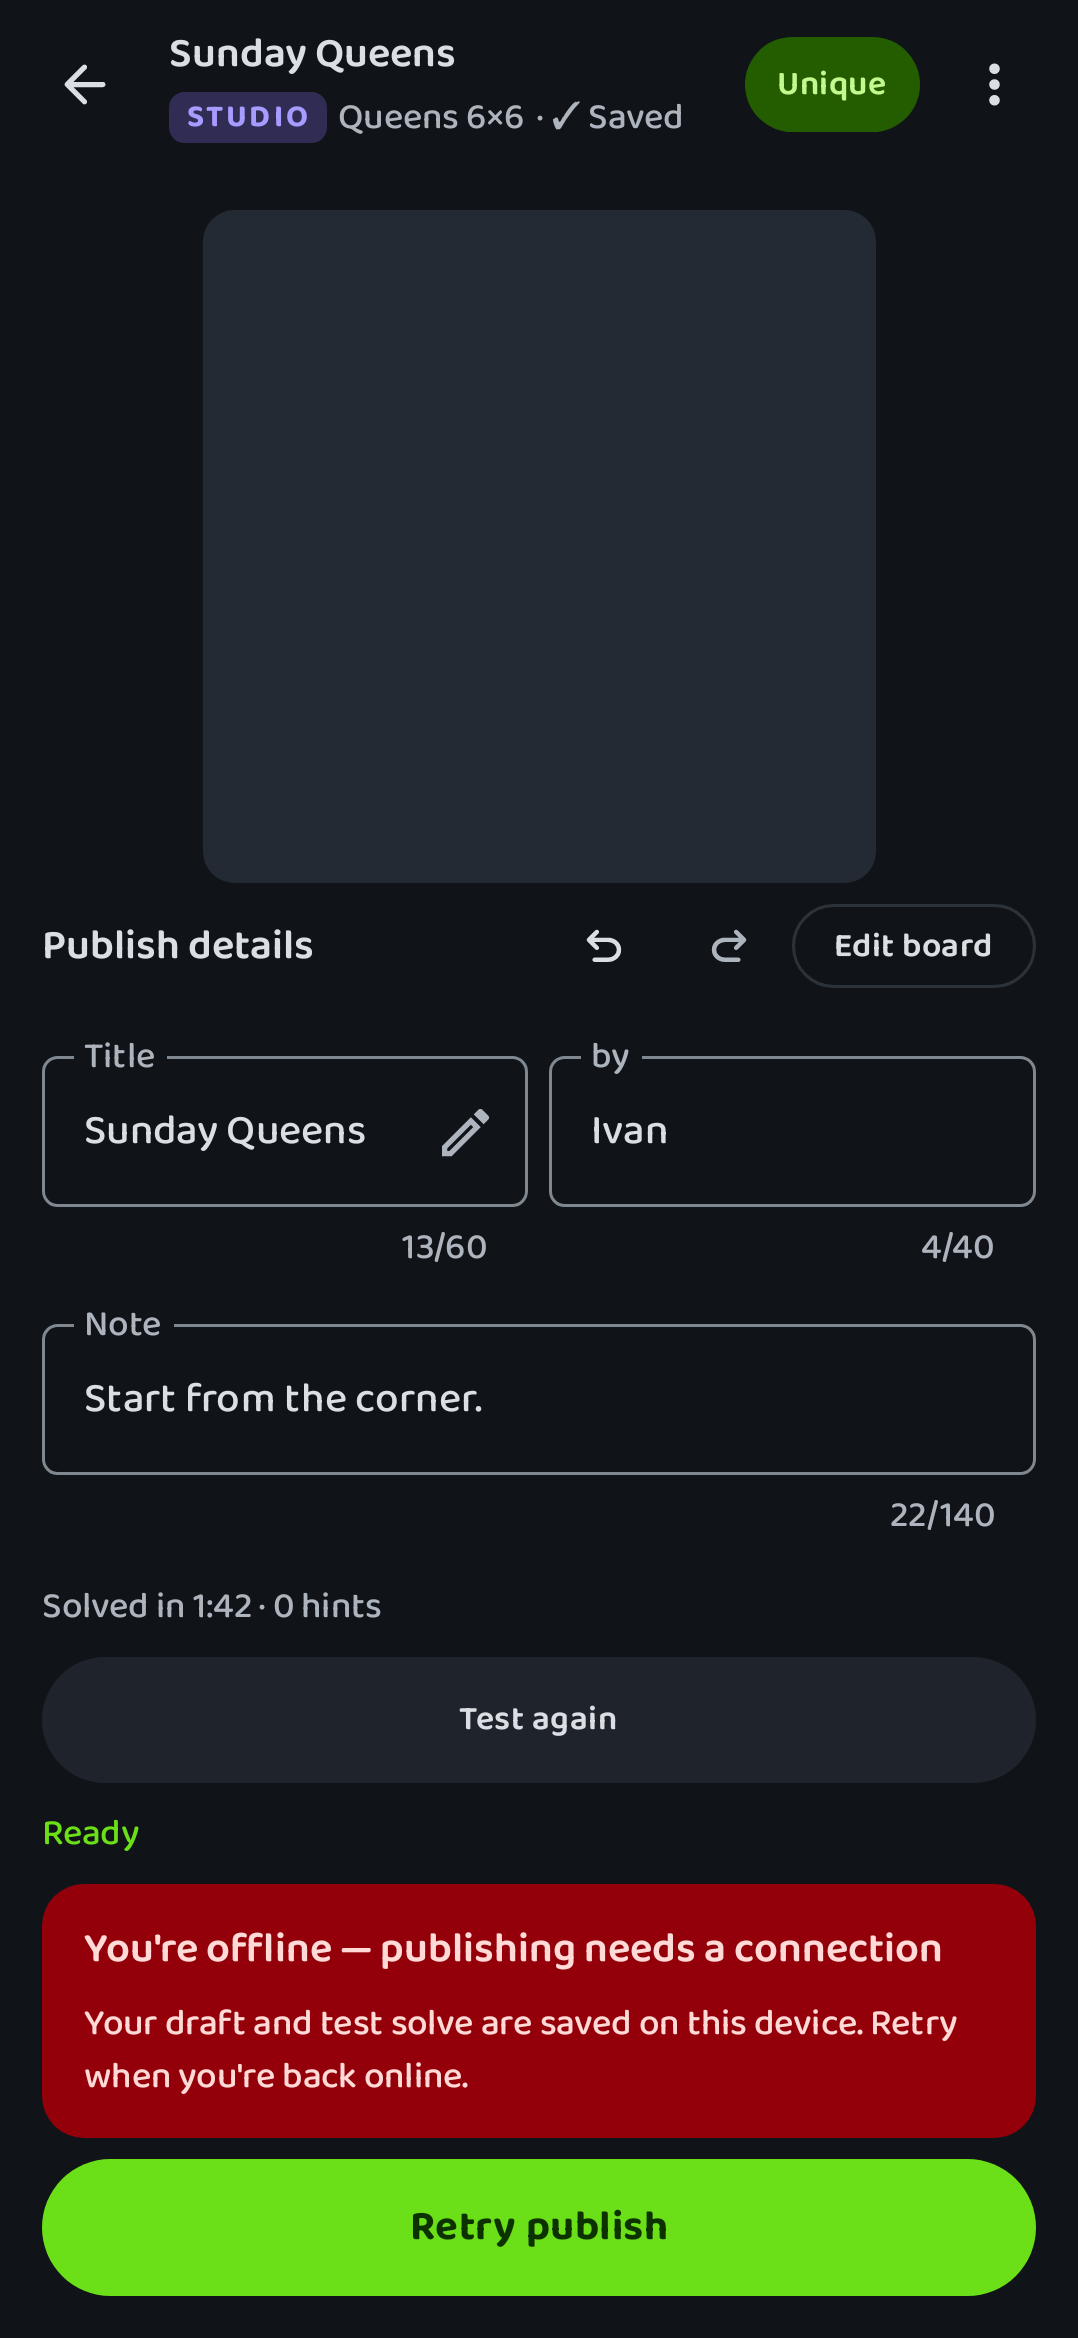 Sunday Queens
STUDIO Queens 6×6 · ✓ Saved
Unique
Publish details
Edit board
Title
Sunday Queens
13/60
by
Ivan
4/40
Note
Start from the corner.
22/140
Solved in 1:42 · 0 hints
Test again
Ready
You're offline — publishing needs a connection
Your draft and test solve are saved on this device. Retry
when you're back online.
Retry publish